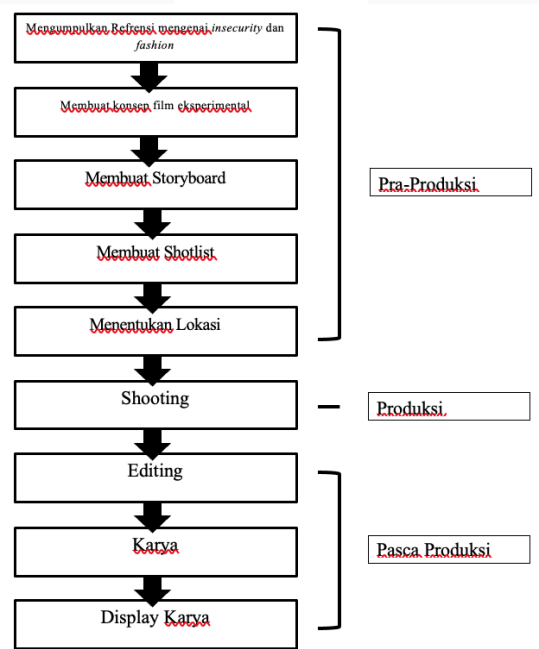 Mengumpulkan Refrensi mengenai insecurity dan
fashion
Membuat konsep film eksperimental
Membuat Storyboard
Membuat Shotlist
Menentukan Lokasi
Pra-Produksi
Shooting
Produksi
Editing
Karya
Display Karya
Pasca Produksi